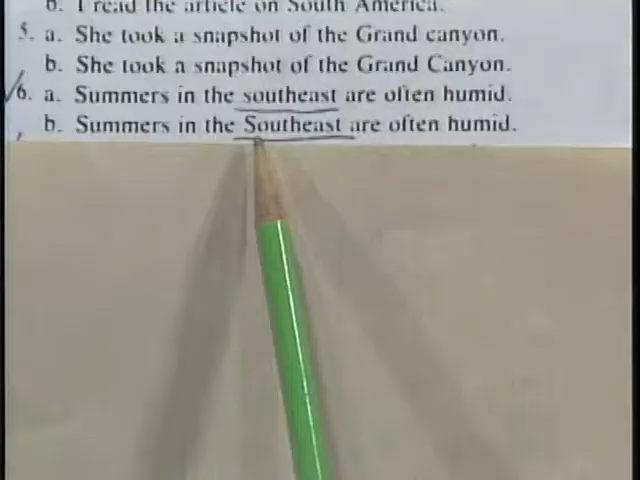 b. I read the article on South America.
5. a. She took a snapshot of the Grand canyon.
b. She took a snapshot of the Grand Canyon.
6. a. Summers in the southeast are often humid.
b. Summers in the Southeast are often humid.